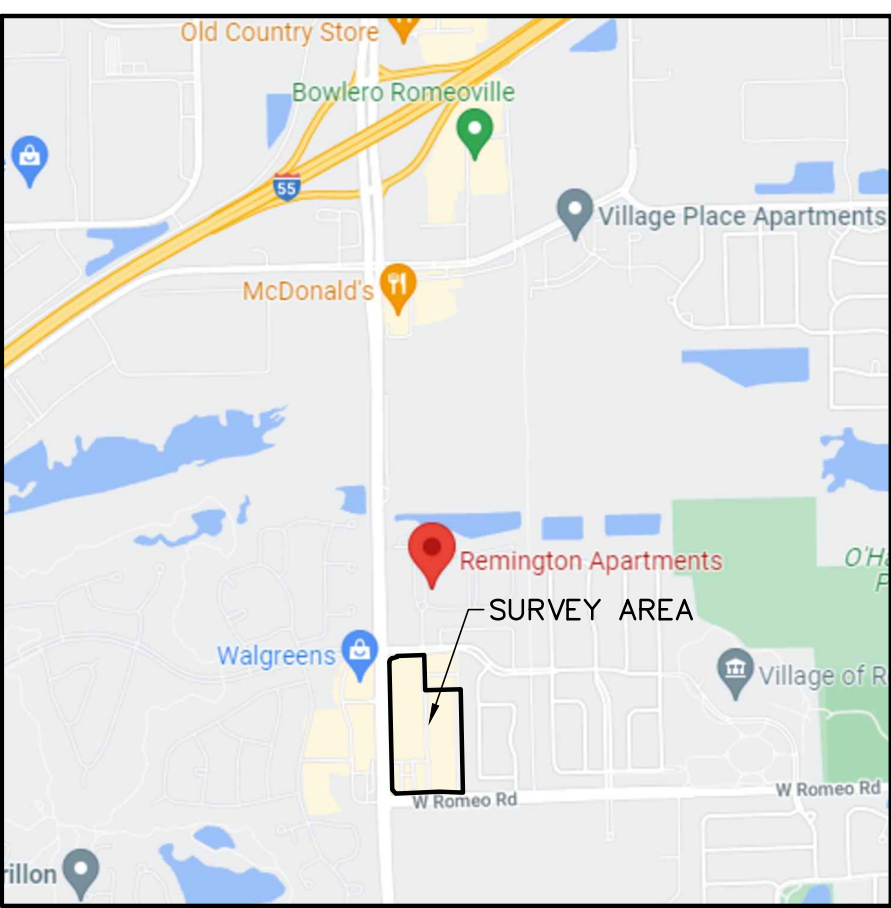 Old Country Store
Bowlero Romeoville
55
Village Place Apartments
McDonald's
Remington Apartments
O'Ha
P
SURVEY AREA
Walgreens
Village of R
W Romeo Rd
W Romeo Rd
rillon